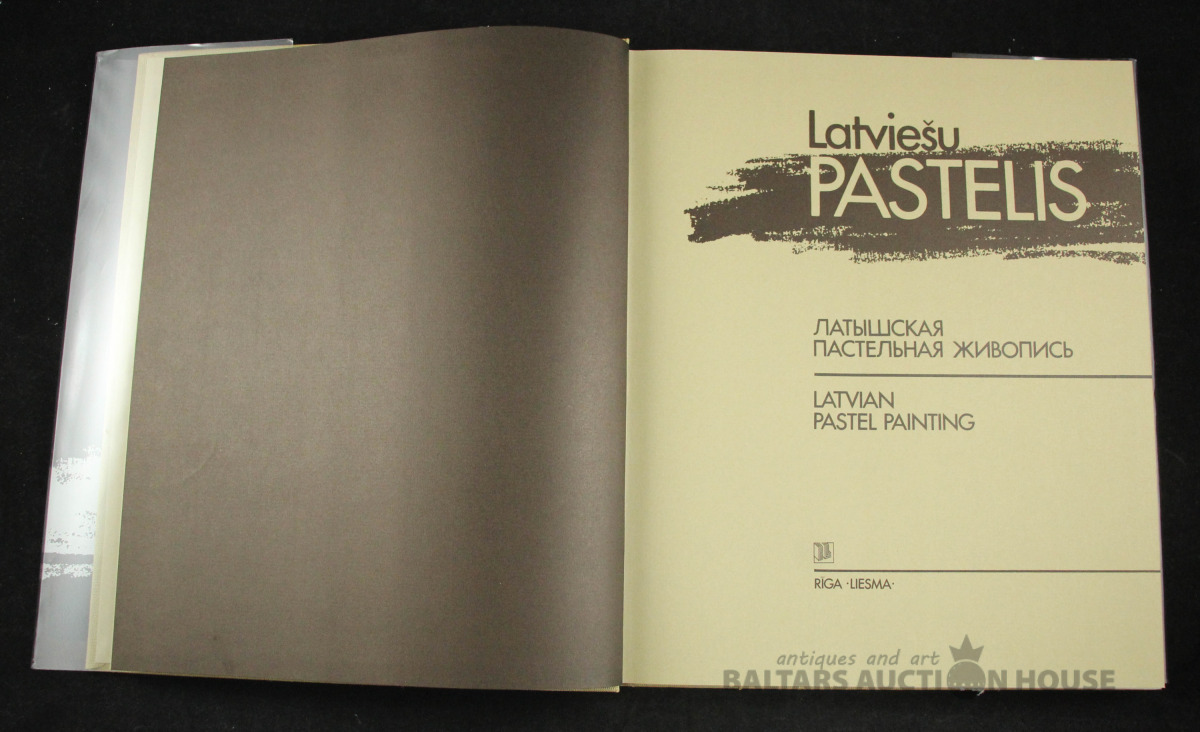 Latviešu
PASTELIS
ЛАТЫШСКАЯ
ПАСТЕЛЬНАЯ ЖИВОПИСЬ
LATVIAN
PASTEL PAINTING
RĪGA ·LIESMA·
antiques and art
BALTARS AUCTION HOUSE